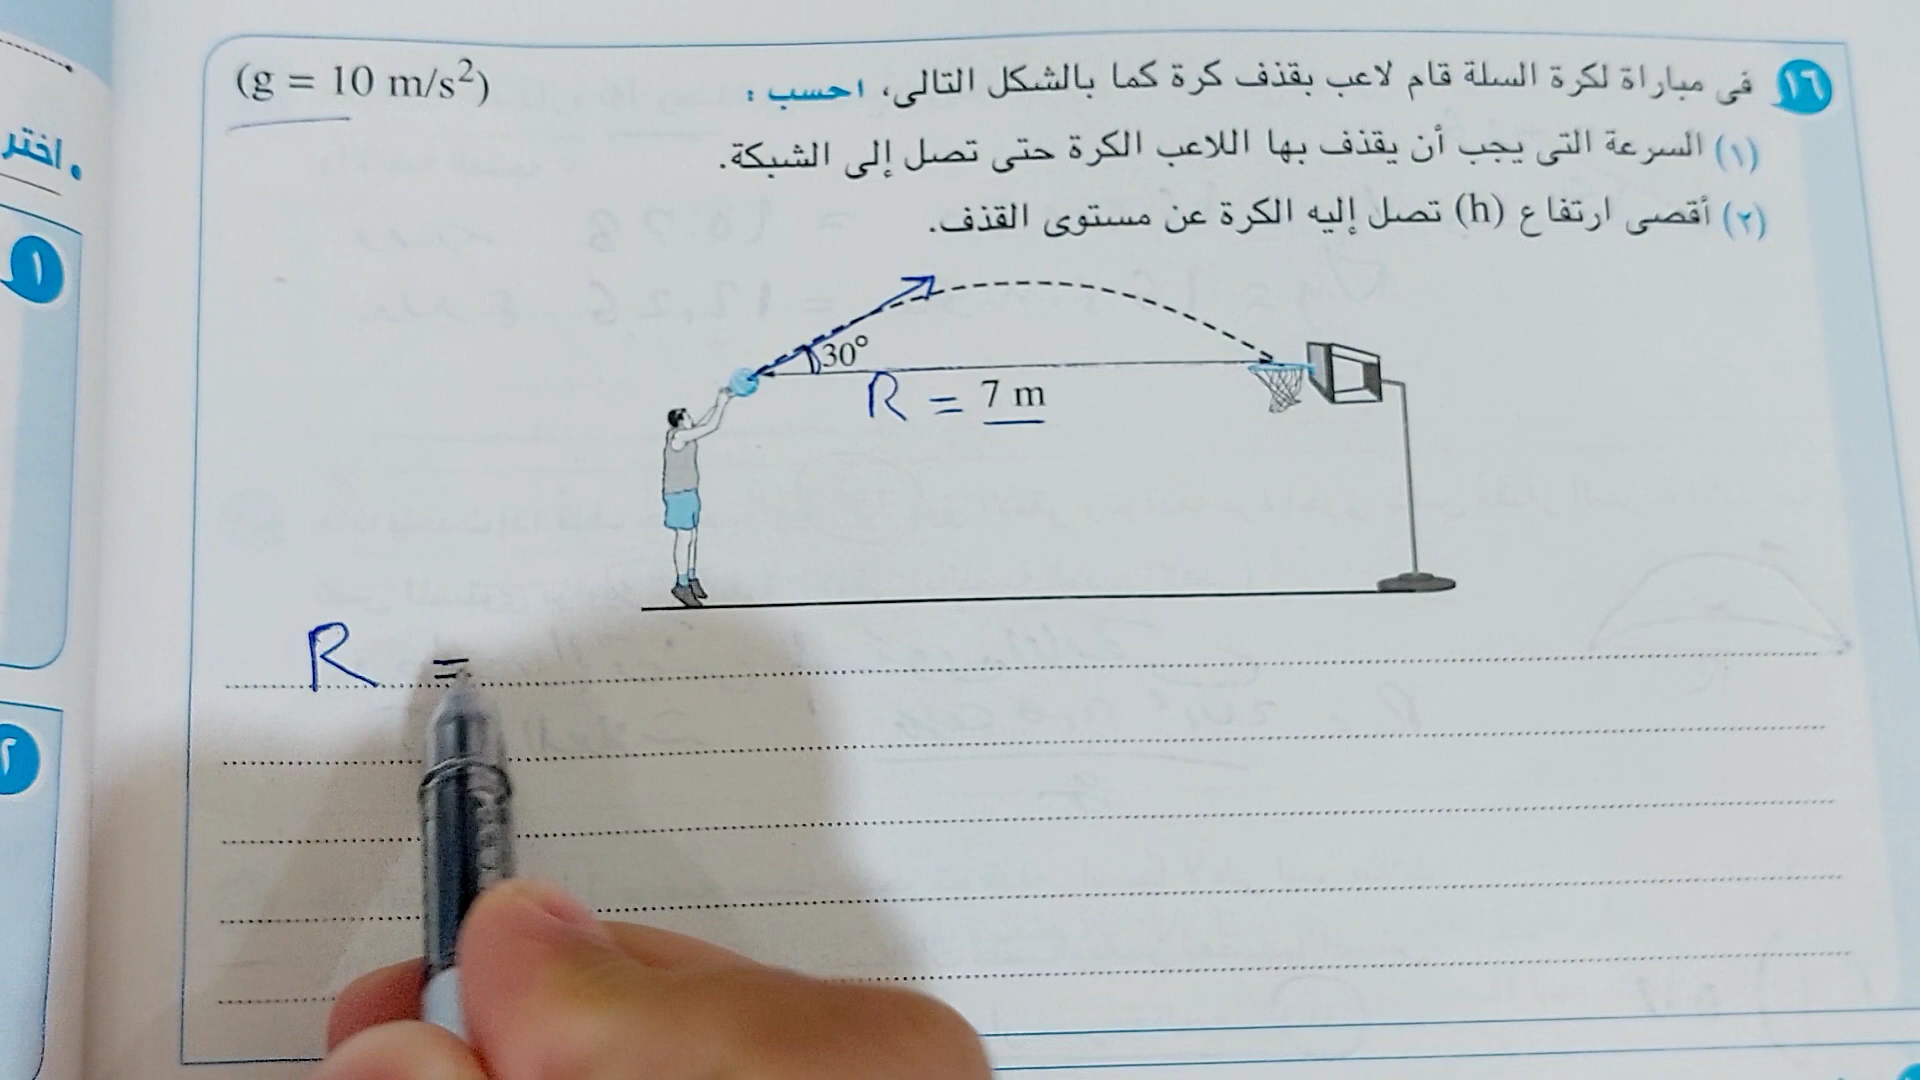 ١٦ فى مباراة لكرة السلة قام لاعب بقذف كرة كما بالشكل التالى، احسب : (g = 10 m/s²)
(١) السرعة التى يجب أن يقذف بها اللاعب الكرة حتى تصل إلى الشبكة.
(٢) أقصى ارتفاع (h) تصل إليه الكرة عن مستوى القذف.
30°
R = 7 m
R =
• اختر
١
٢